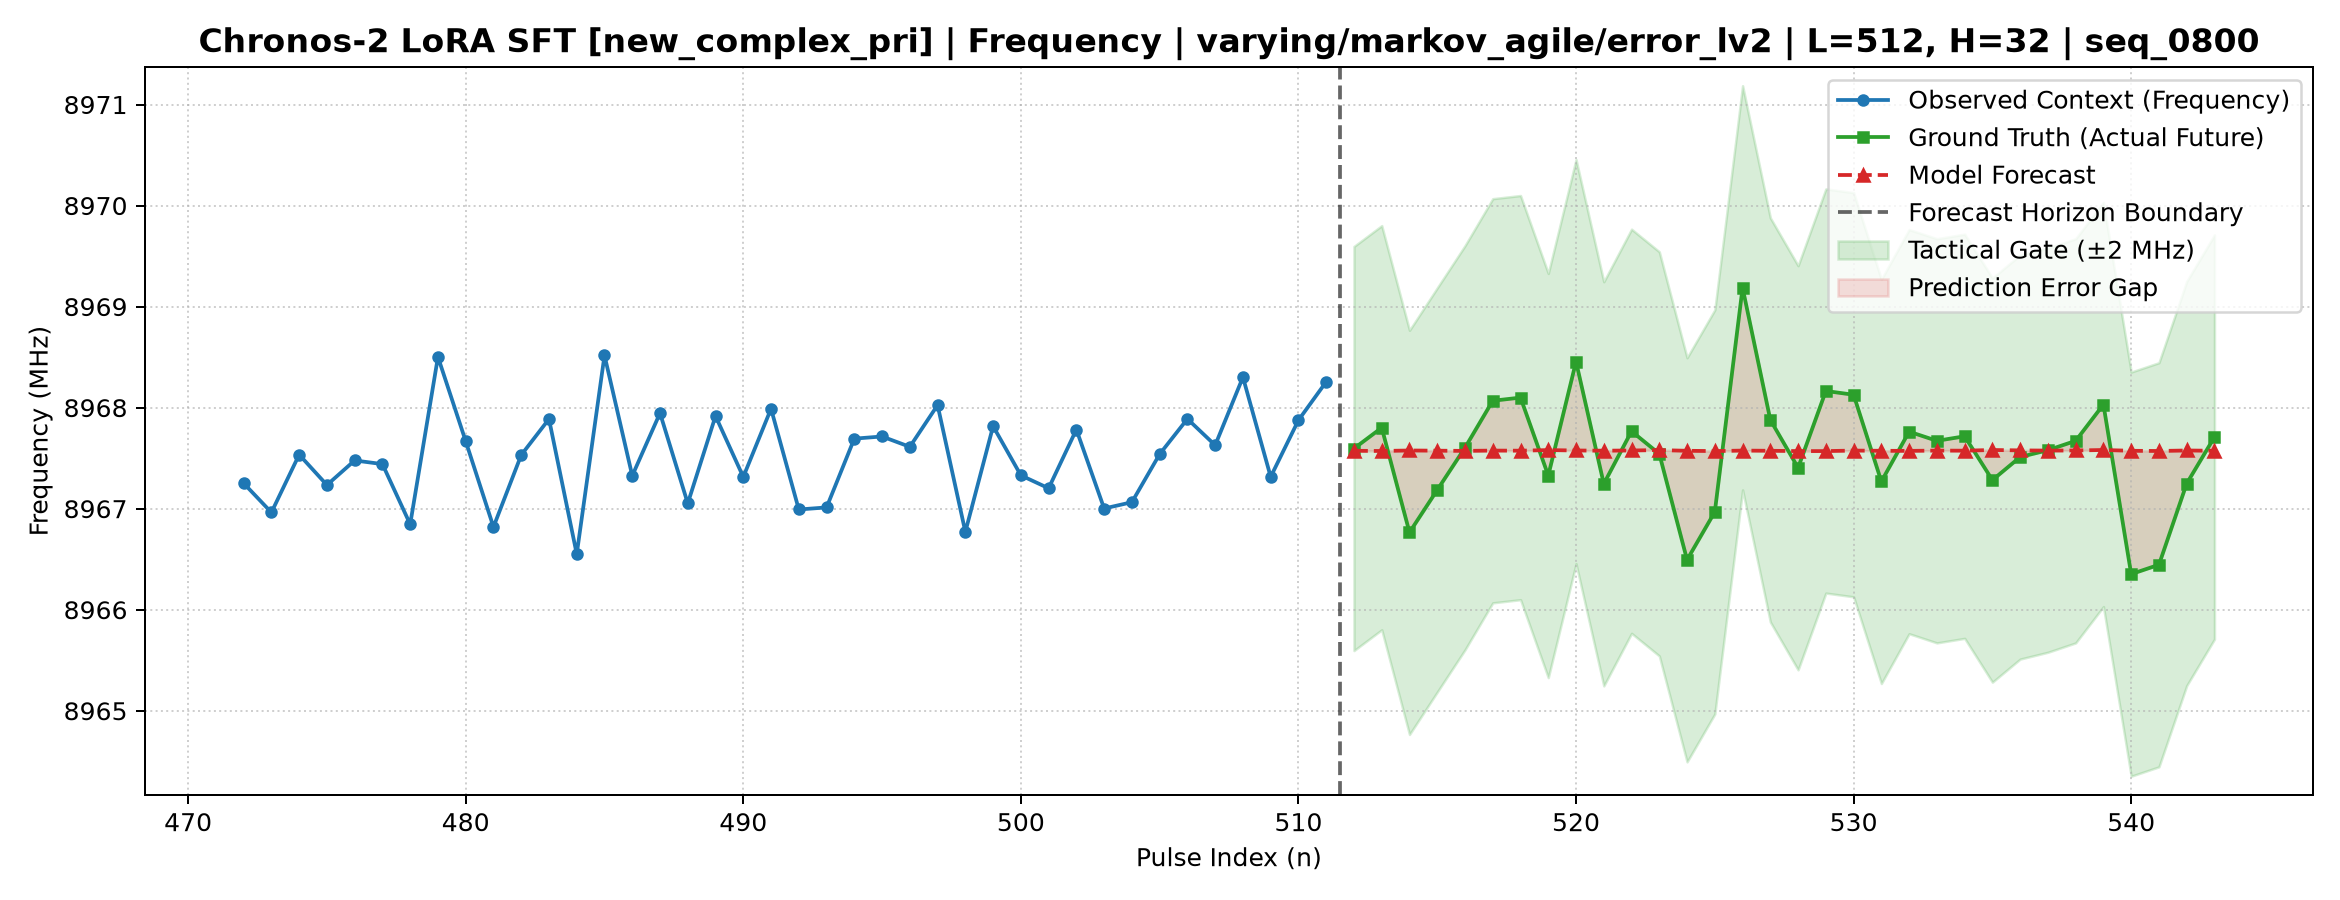 Chronos-2 LoRA SFT [new_complex_pri] | Frequency | varying/markov_agile/error_lv2 | L=512, H=32 | seq_0800
Observed Context (Frequency)
Ground Truth (Actual Future)
Model Forecast
Forecast Horizon Boundary
Tactical Gate (±2 MHz)
Prediction Error Gap
Frequency (MHz)
8971
8970
8969
8968
8967
8966
8965
470 480 490 500 510 520 530 540
Pulse Index (n)